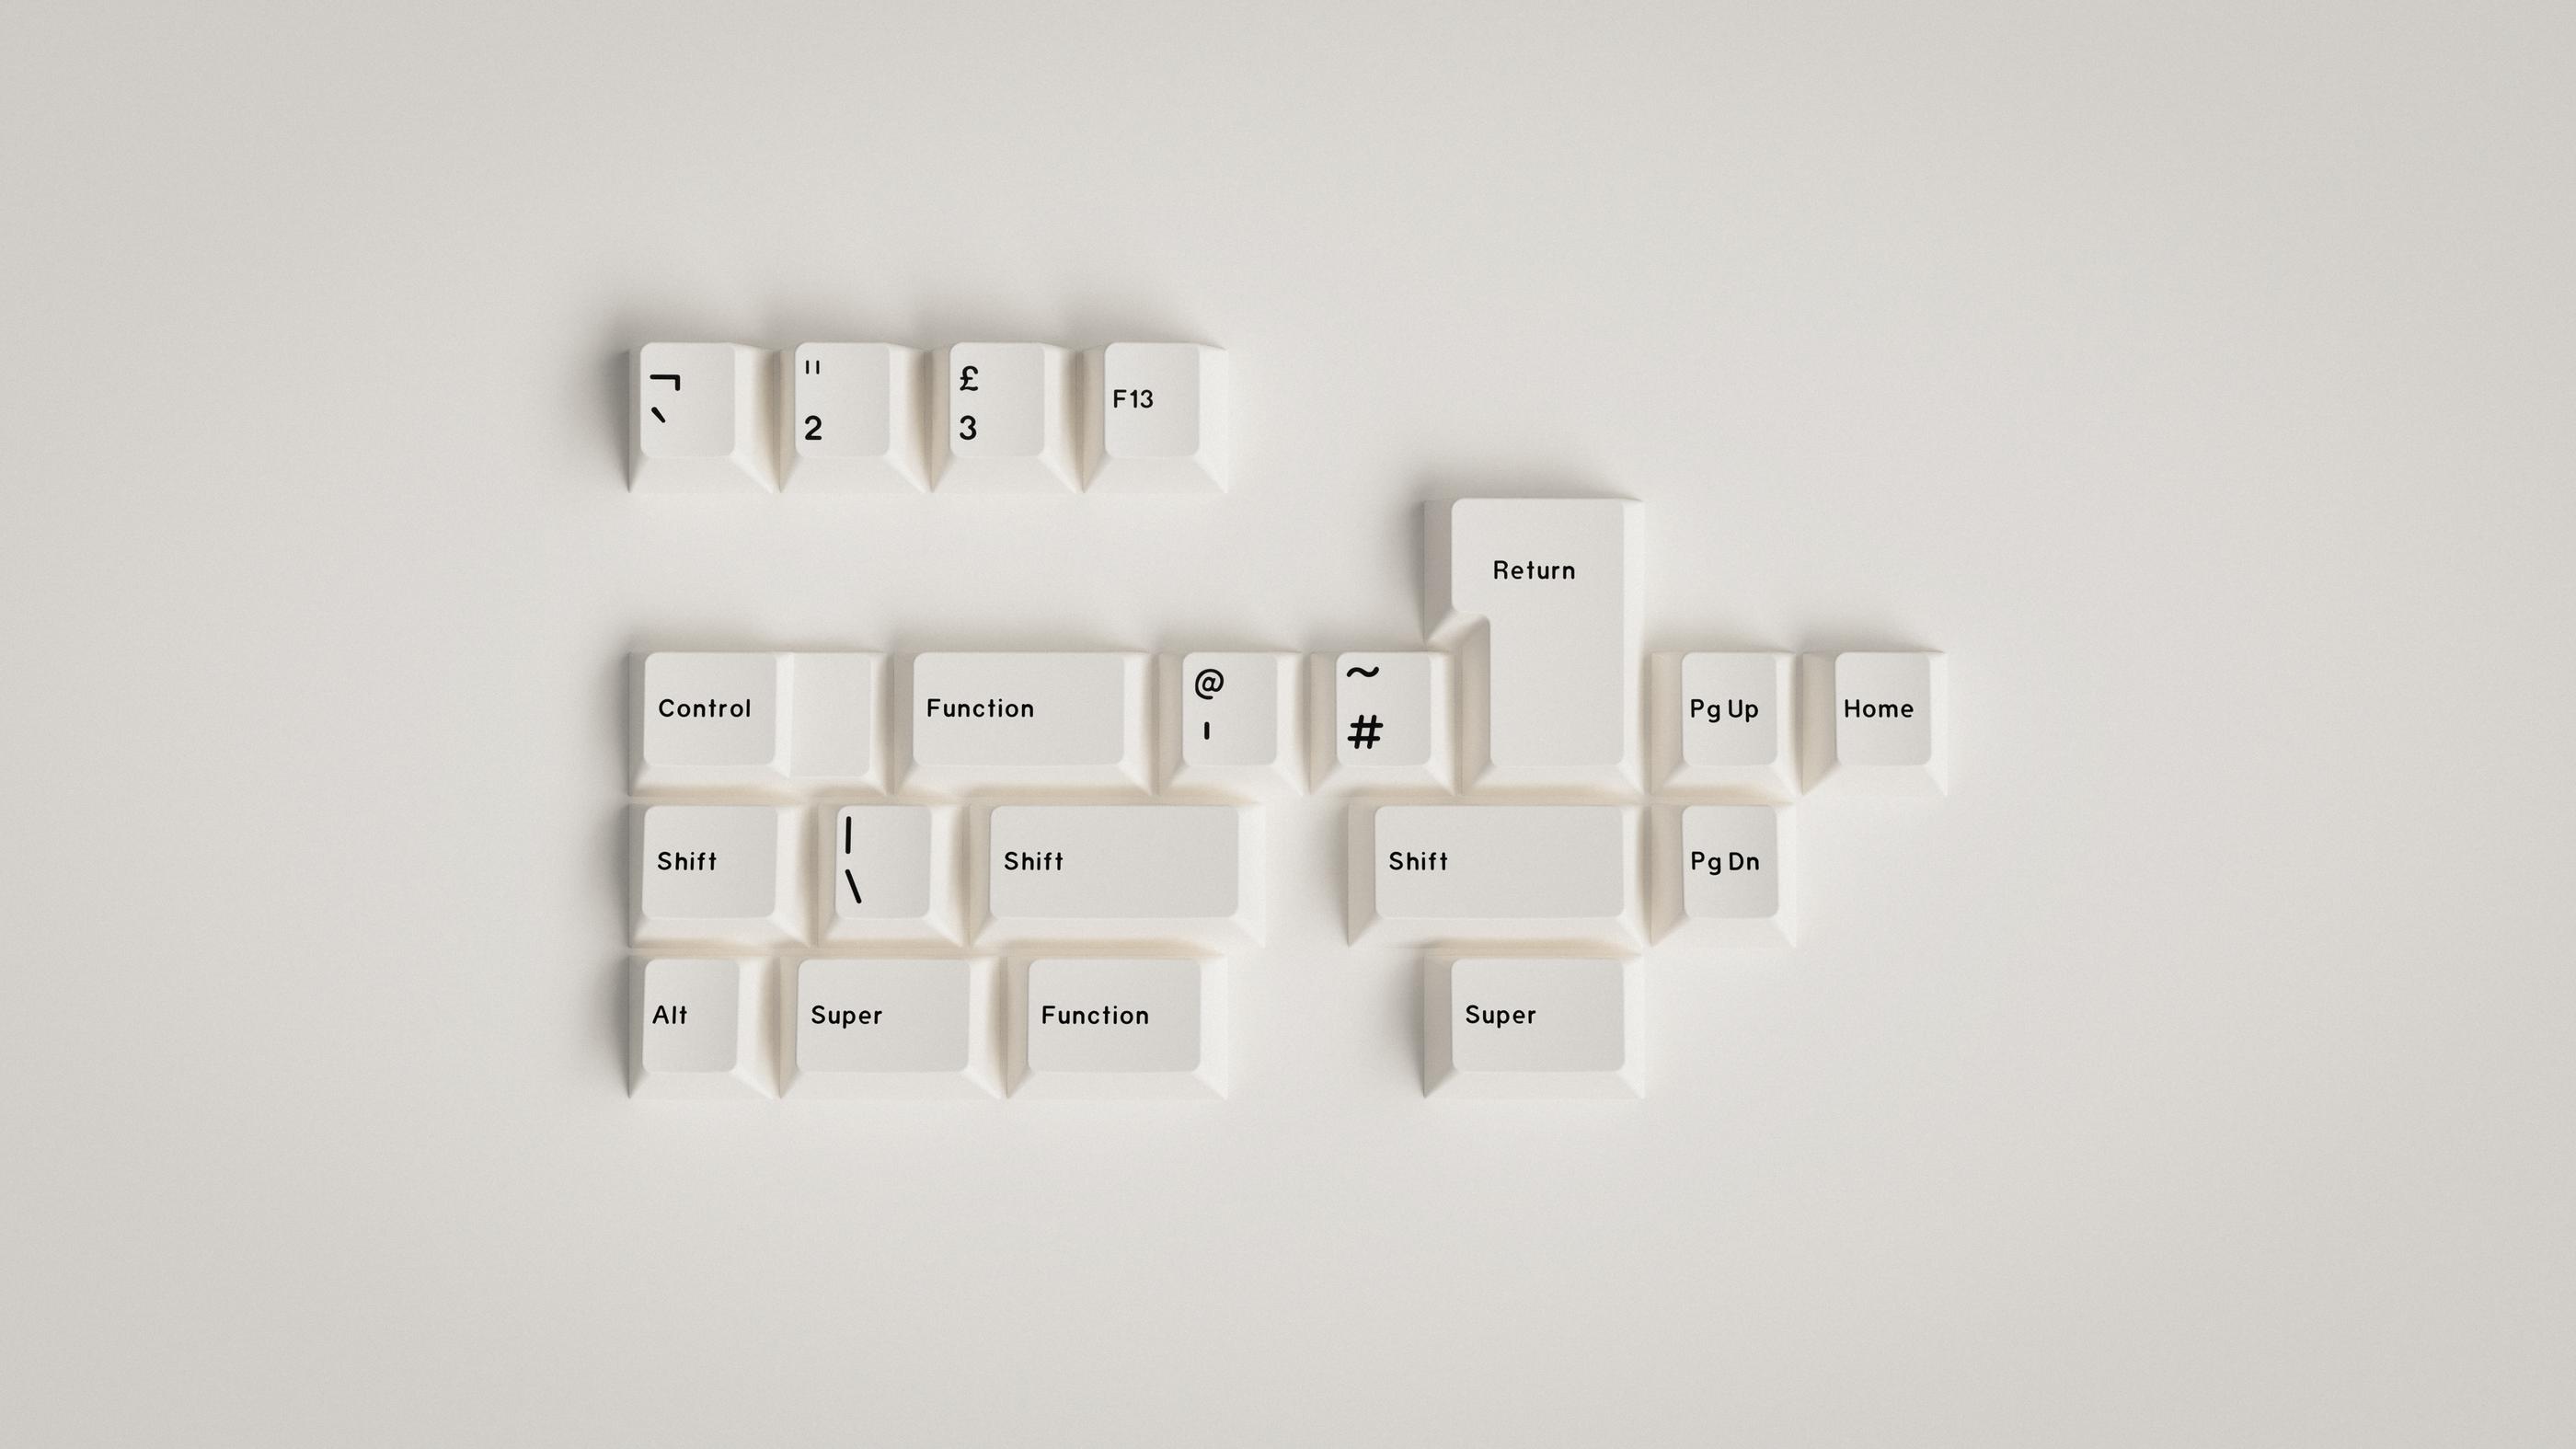 ¬
`
"
2
£
3
F13
Return
Control
Function
@
'
~
#
Pg Up
Home
Shift
|
\
Shift
Shift
Pg Dn
Alt
Super
Function
Super